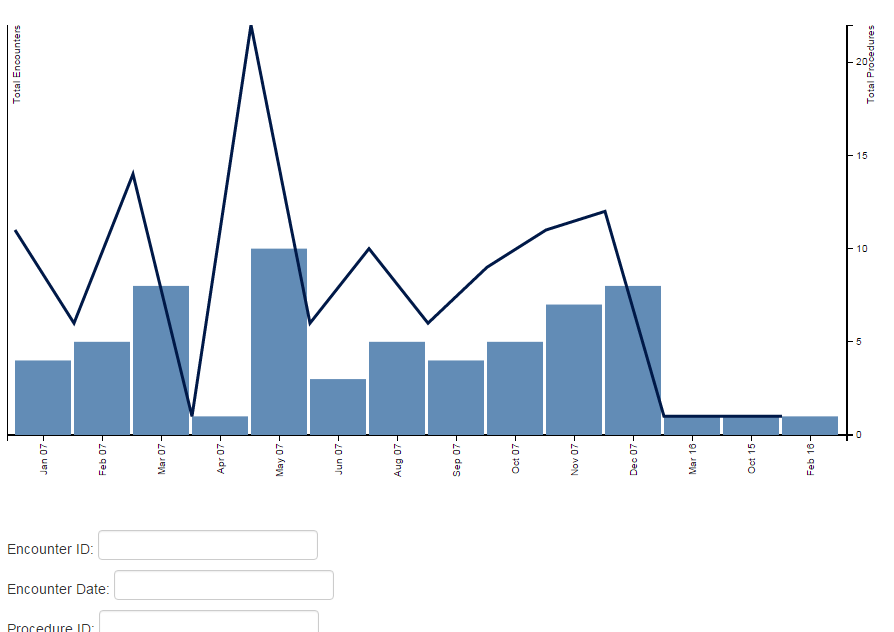 Total Encounters
Total Procedures
20
15
10
5
0
Jan 07
Feb 07
Mar 07
Apr 07
May 07
Jun 07
Aug 07
Sep 07
Oct 07
Nov 07
Dec 07
Mar 16
Oct 15
Feb 16
Encounter ID:
Encounter Date:
Procedure ID: